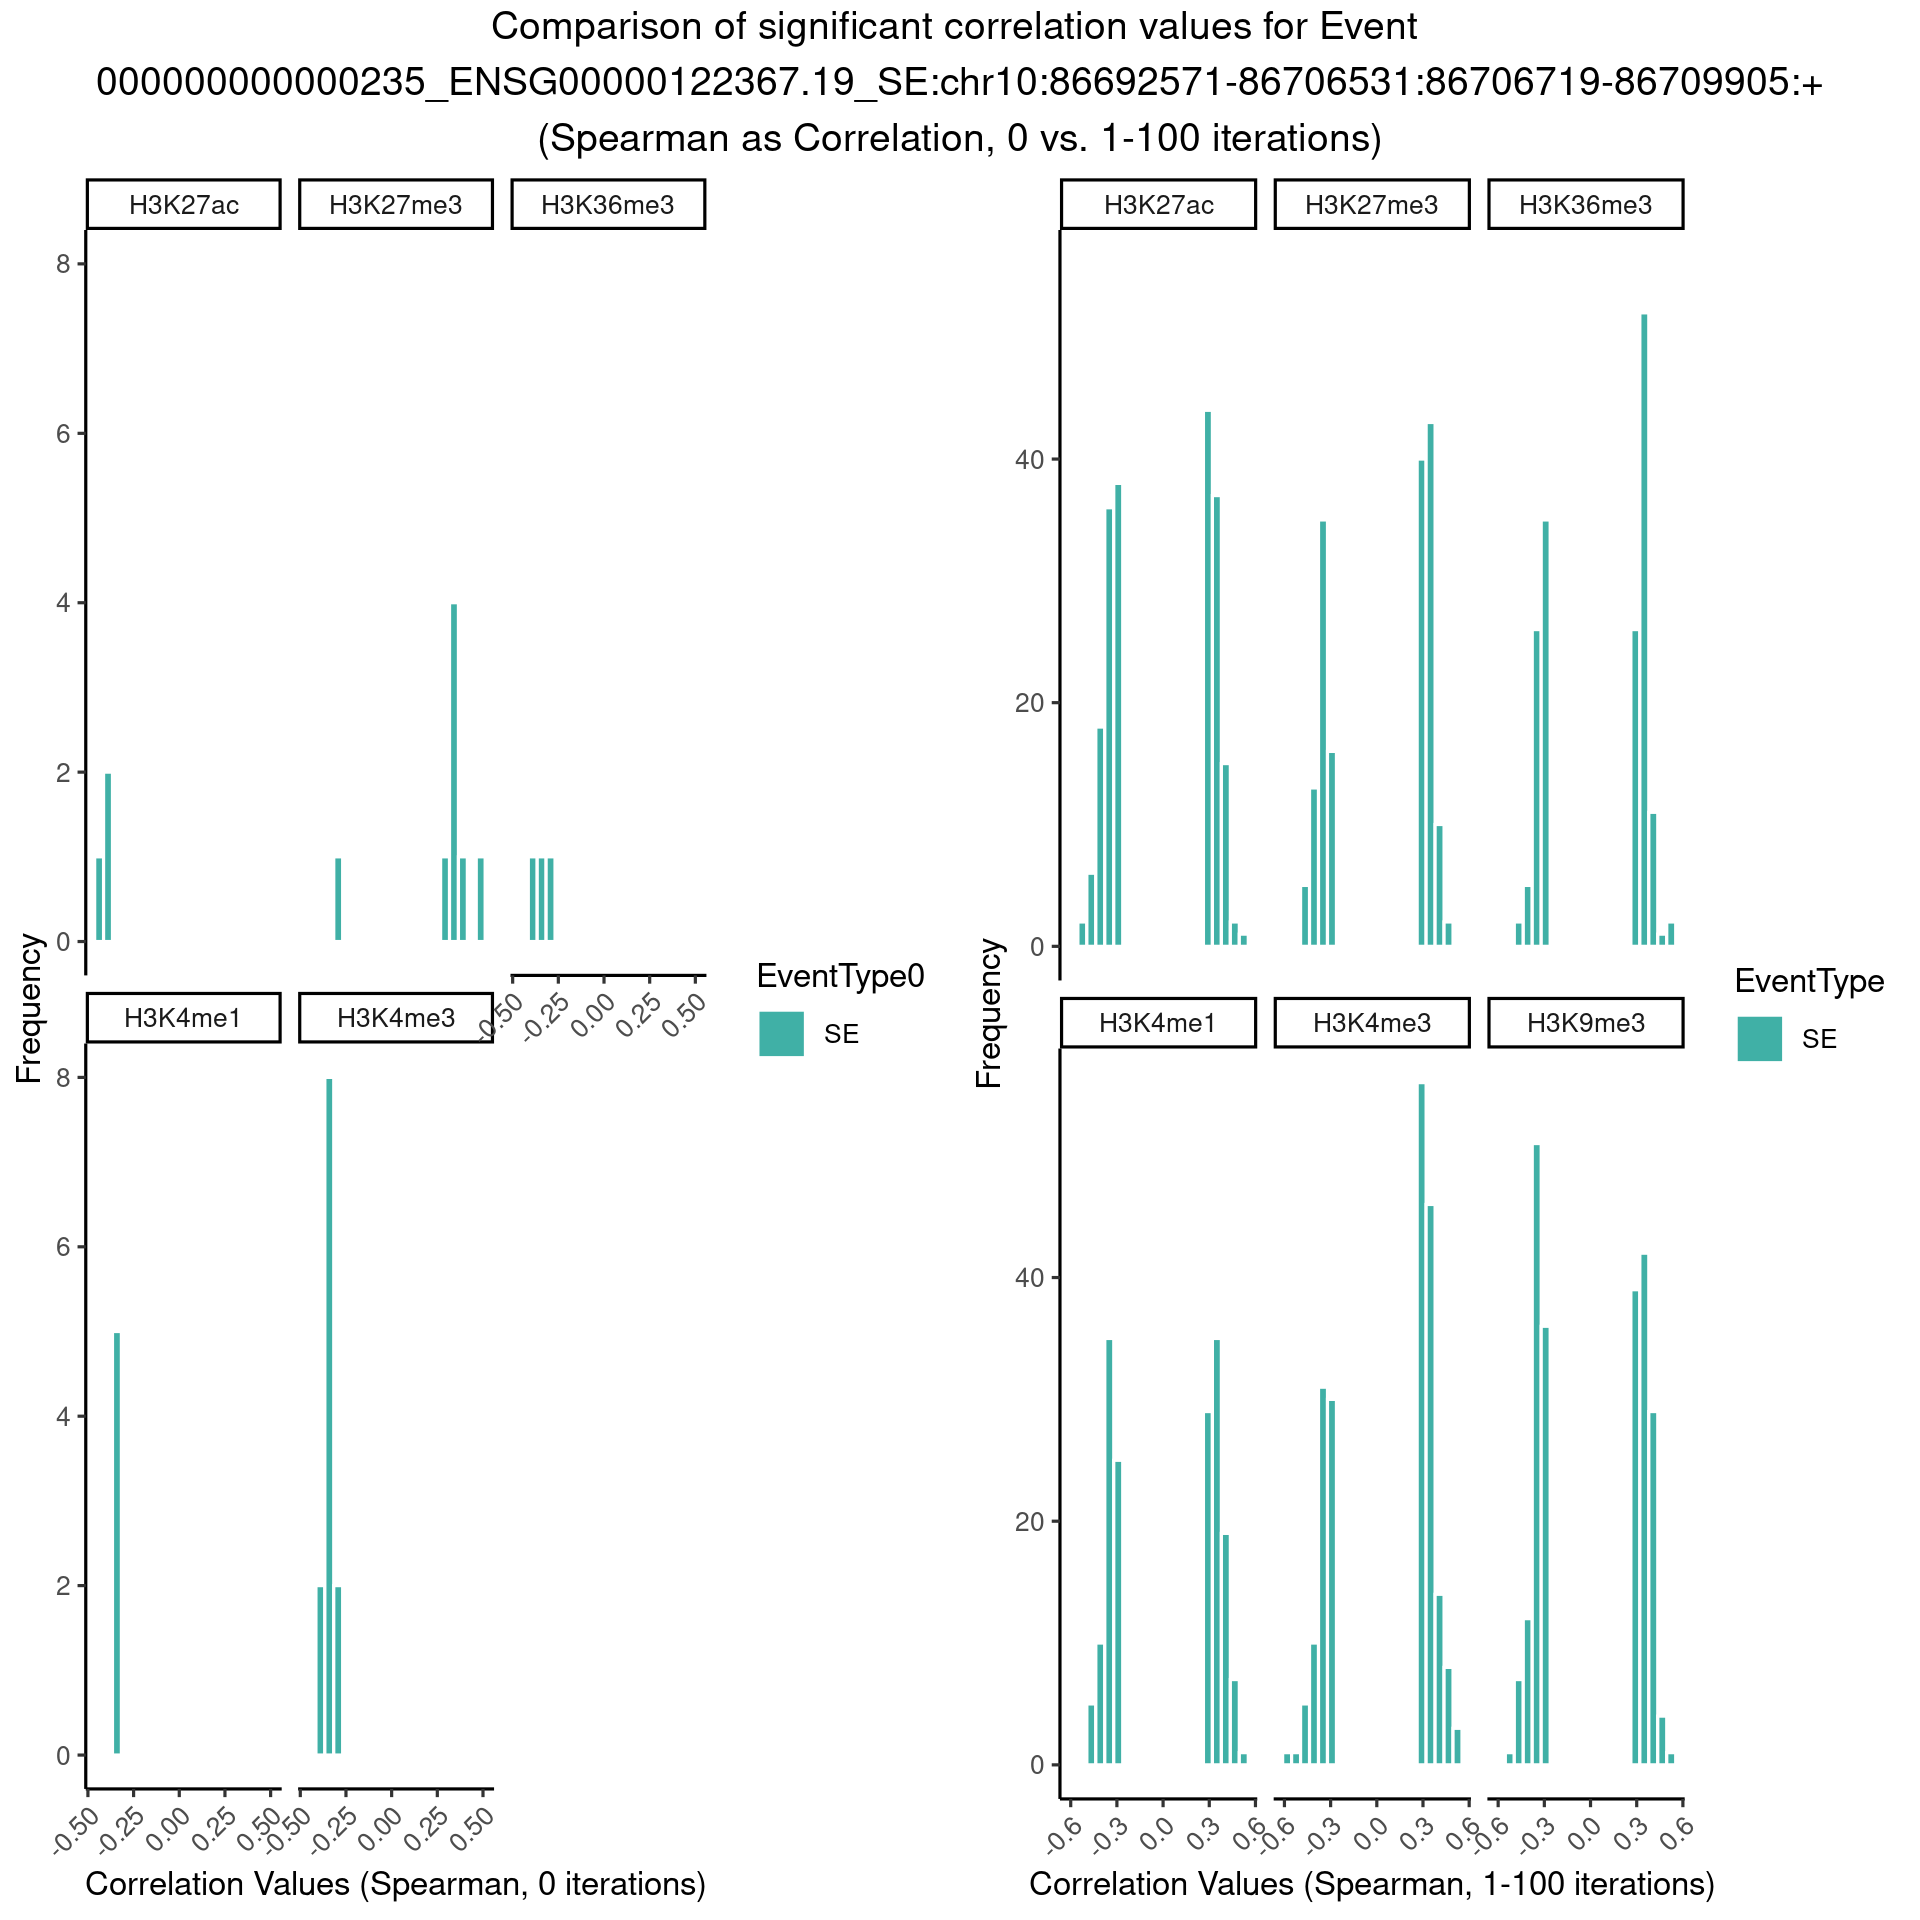 Comparison of significant correlation values for Event
000000000000235_ENSG00000122367.19_SE:chr10:86692571-86706531:86706719-86709905:+
(Spearman as Correlation, 0 vs. 1-100 iterations)
H3K27ac H3K27me3 H3K36me3
8
6
4
2
0
-0.50 -0.25 0.00 0.25 0.50
H3K4me1 H3K4me3
8
6
4
2
0
-0.50 -0.25 0.00 0.25 0.50 -0.50 -0.25 0.00 0.25 0.50
Frequency
Correlation Values (Spearman, 0 iterations)
EventType0
SE
H3K27ac H3K27me3 H3K36me3
40
20
0
H3K4me1 H3K4me3 H3K9me3
40
20
0
-0.6 -0.3 0.0 0.3 0.6 -0.6 -0.3 0.0 0.3 0.6 -0.6 -0.3 0.0 0.3 0.6
Frequency
Correlation Values (Spearman, 1-100 iterations)
EventType
SE